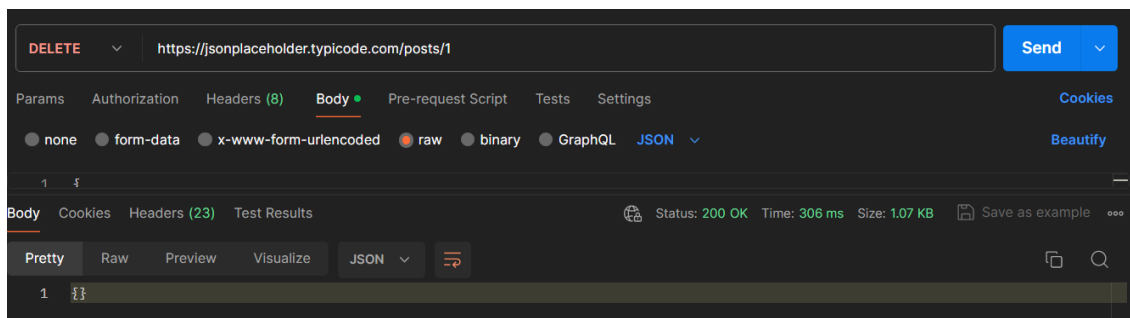 DELETE https://jsonplaceholder.typicode.com/posts/1 Send
Params Authorization Headers (8) Body Pre-request Script Tests Settings Cookies
none form-data x-www-form-urlencoded raw binary GraphQL JSON Beautify
1 {
Body Cookies Headers (23) Test Results Status: 200 OK Time: 306 ms Size: 1.07 KB Save as example
Pretty Raw Preview Visualize JSON
1 {}